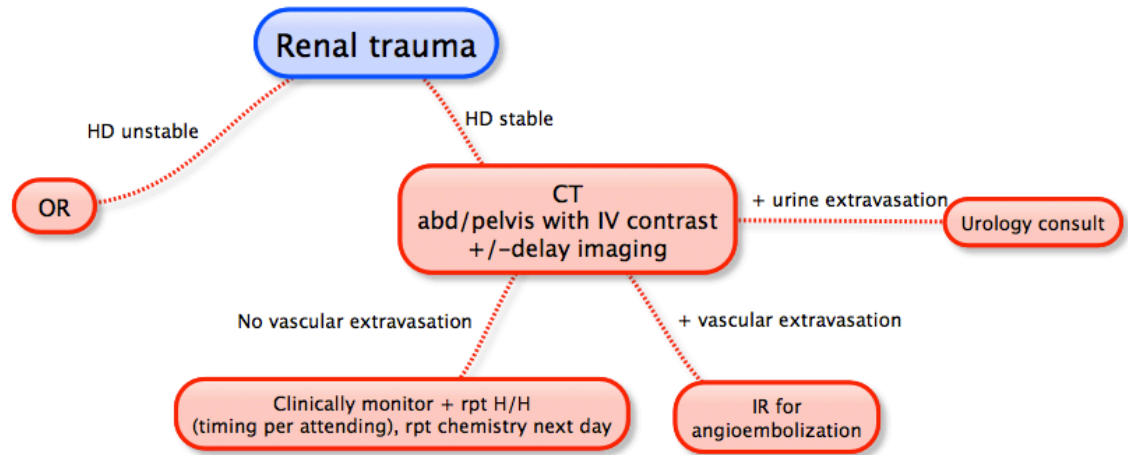 Renal trauma
HD unstable
HD stable
OR
CT
abd/pelvis with IV contrast
+/-delay imaging
+ urine extravasation
Urology consult
No vascular extravasation
+ vascular extravasation
Clinically monitor + rpt H/H
(timing per attending), rpt chemistry next day
IR for
angioembolization